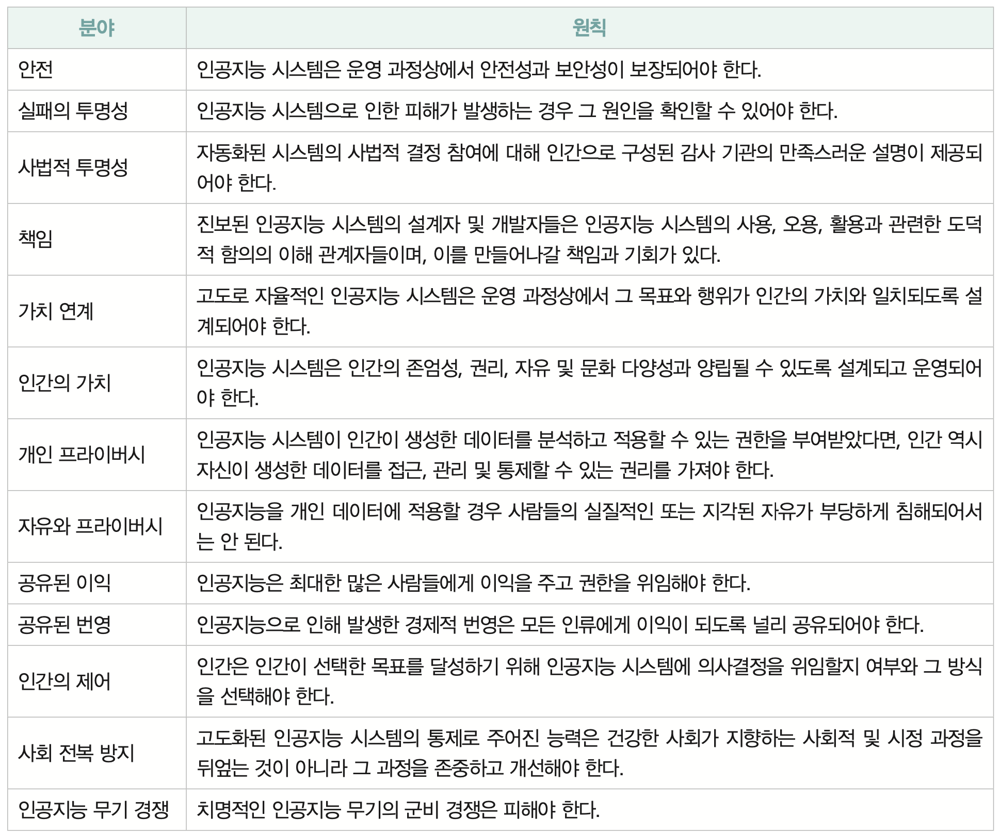 분야
원칙
안전
인공지능 시스템은 운영 과정상에서 안전성과 보안성이 보장되어야 한다.
실패의 투명성
인공지능 시스템으로 인한 피해가 발생하는 경우 그 원인을 확인할 수 있어야 한다.
사법적 투명성
자동화된 시스템의 사법적 결정 참여에 대해 인간으로 구성된 감사 기관의 만족스러운 설명이 제공되
어야 한다.
책임
진보된 인공지능 시스템의 설계자 및 개발자들은 인공지능 시스템의 사용, 오용, 활용과 관련한 도덕
적 함의의 이해 관계자들이며, 이를 만들어나갈 책임과 기회가 있다.
가치 연계
고도로 자율적인 인공지능 시스템은 운영 과정상에서 그 목표와 행위가 인간의 가치와 일치되도록 설
계되어야 한다.
인간의 가치
인공지능 시스템은 인간의 존엄성, 권리, 자유 및 문화 다양성과 양립될 수 있도록 설계되고 운영되어
야 한다.
개인 프라이버시
인공지능 시스템이 인간이 생성한 데이터를 분석하고 적용할 수 있는 권한을 부여받았다면, 인간 역시
자신이 생성한 데이터를 접근, 관리 및 통제할 수 있는 권리를 가져야 한다.
자유와 프라이버시
인공지능을 개인 데이터에 적용할 경우 사람들의 실질적인 또는 지각된 자유가 부당하게 침해되어서
는 안 된다.
공유된 이익
인공지능은 최대한 많은 사람들에게 이익을 주고 권한을 위임해야 한다.
공유된 번영
인공지능으로 인해 발생한 경제적 번영은 모든 인류에게 이익이 되도록 널리 공유되어야 한다.
인간의 제어
인간은 인간이 선택한 목표를 달성하기 위해 인공지능 시스템에 의사결정을 위임할지 여부와 그 방식
을 선택해야 한다.
사회 전복 방지
고도화된 인공지능 시스템의 통제로 주어진 능력은 건강한 사회가 지향하는 사회적 및 시정 과정을
뒤엎는 것이 아니라 그 과정을 존중하고 개선해야 한다.
인공지능 무기 경쟁
치명적인 인공지능 무기의 군비 경쟁은 피해야 한다.